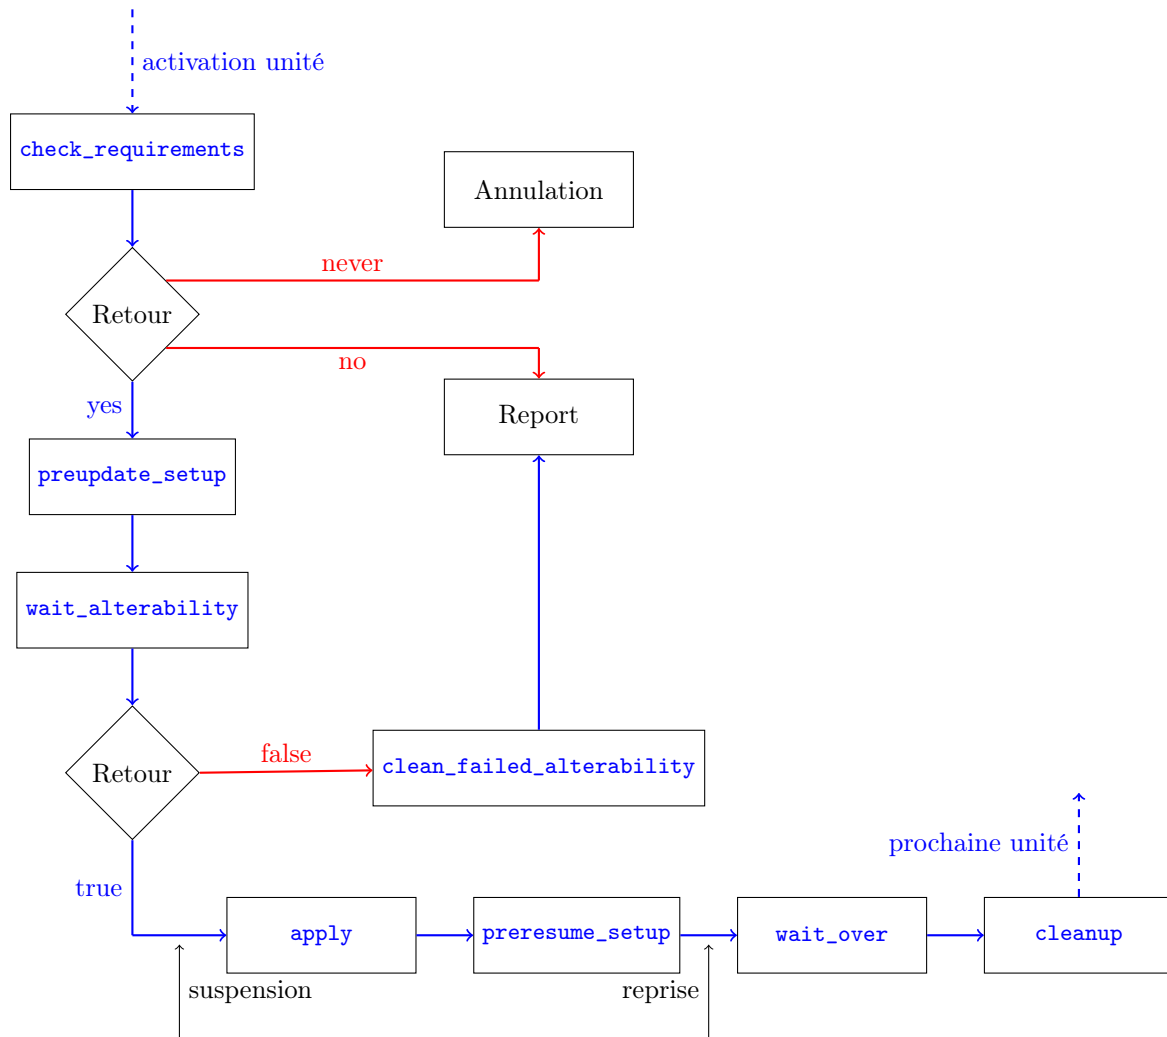 activation unité
check_requirements
Annulation
never
Retour
no
yes
Report
preupdate_setup
wait_alterability
false
Retour
clean_failed_alterability
prochaine unité
true
apply
preresume_setup
wait_over
cleanup
suspension
reprise